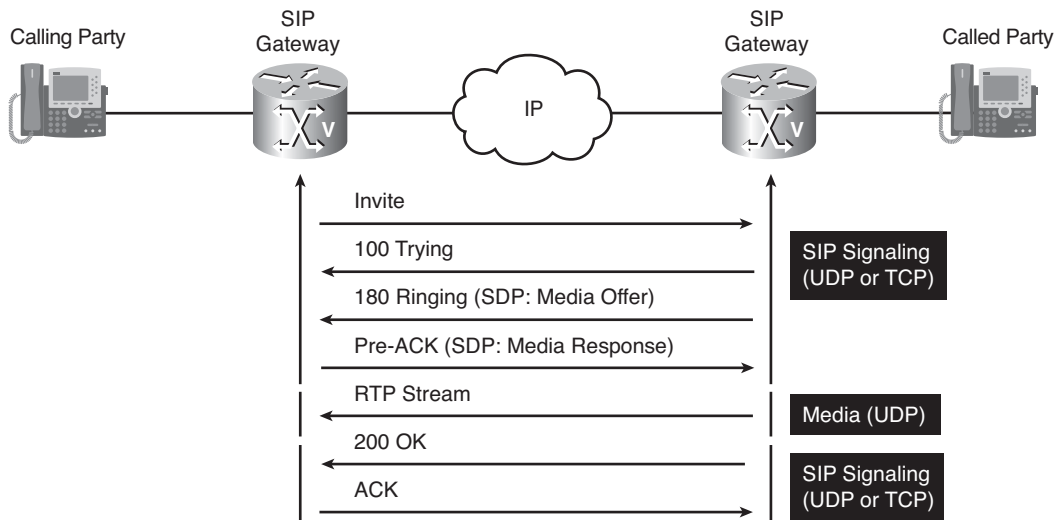 Calling Party
SIP
Gateway
SIP
Gateway
Called Party
V
IP
V
Invite
100 Trying
180 Ringing (SDP: Media Offer)
Pre-ACK (SDP: Media Response)
SIP Signaling
(UDP or TCP)
RTP Stream
Media (UDP)
200 OK
ACK
SIP Signaling
(UDP or TCP)